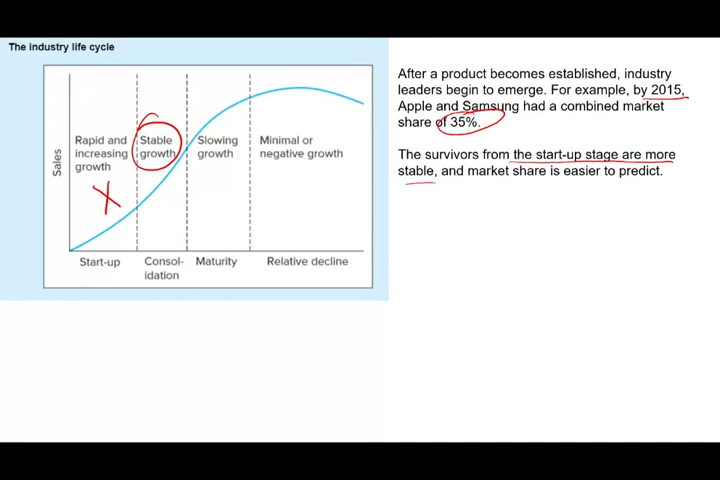 The industry life cycle
After a product becomes established, industry
leaders begin to emerge. For example, by 2015,
Apple and Samsung had a combined market
share of 35%.
The survivors from the start-up stage are more
stable, and market share is easier to predict.
Sales
Rapid and
increasing
growth
Stable
growth
Slowing
growth
Minimal or
negative growth
Start-up
Consol-
idation
Maturity
Relative decline